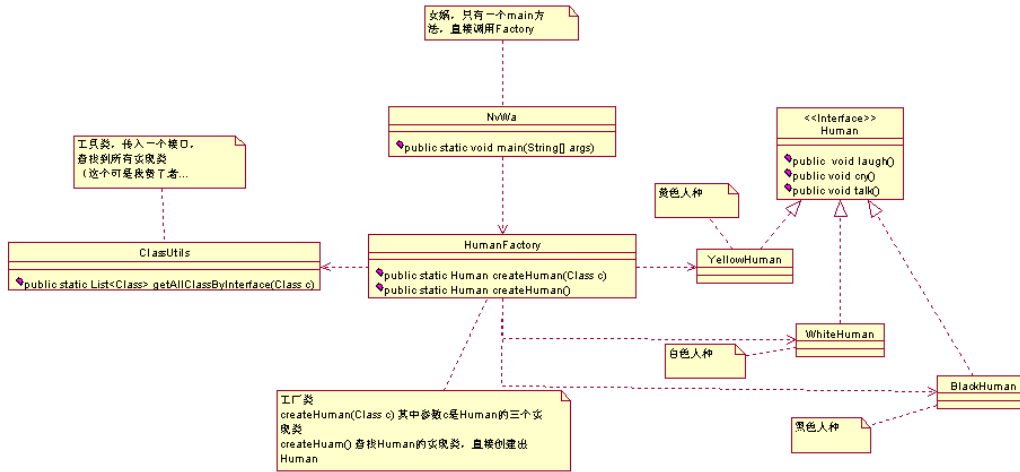 女娲，只有一个main方
法，直接调用Factory
NvWa
public static void main(String[] args)
<<Interface>>
Human
public void laugh()
public void cry()
public void talk()
工具类，传入一个接口，
查找到所有实现类
（这个可是我费了老...
黄色人种
ClassUtils
public static List<Class> getAllClassByInterface(Class c)
HumanFactory
public static Human createHuman(Class c)
public static Human createHuman()
YellowHuman
WhiteHuman
白色人种
BlackHuman
黑色人种
工厂类
createHuman(Class c) 其中参数c是Human的三个实
现类
createHuam() 查找Human的实现类，直接创建出
Human